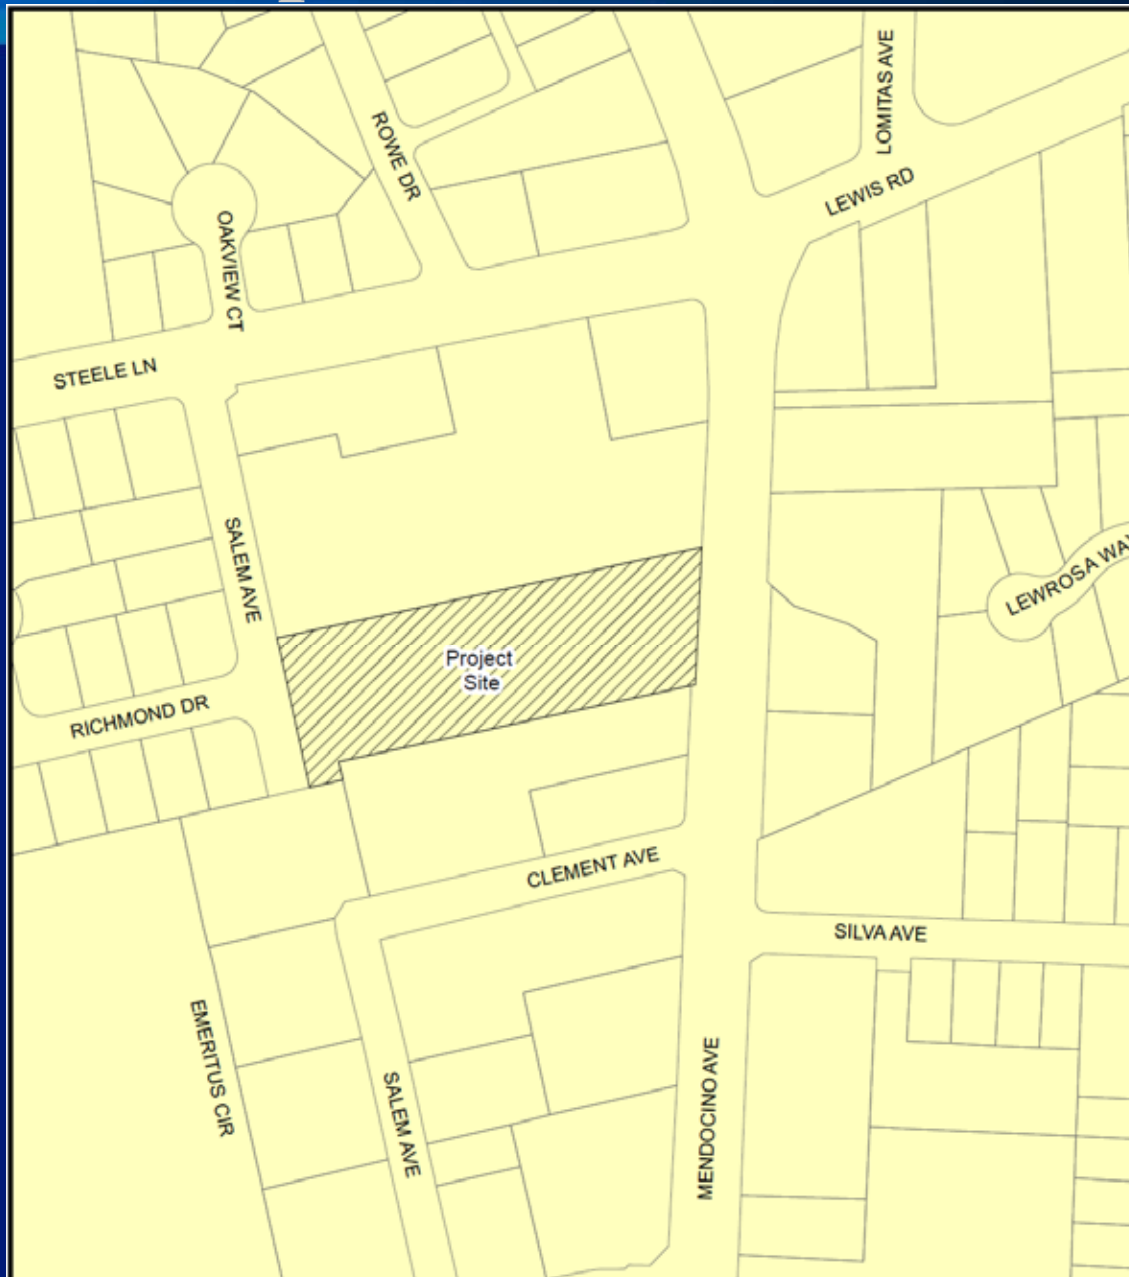 LOMITAS AVE
ROWE DR
LEWIS RD
OAKVIEW CT
STEELE LN
SALEM AVE
LEWROSA WAY
Project
Site
RICHMOND DR
CLEMENT AVE
SILVA AVE
EMERITUS CIR
SALEM AVE
MENDOCINO AVE